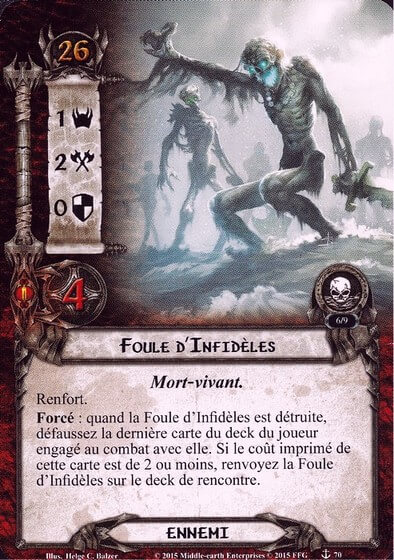 26
1
2
0
4
6/9
Foule d'Infidèles
Mort-vivant.
Renfort.
Forcé : quand la Foule d'Infidèles est détruite,
défaussez la dernière carte du deck du joueur
engagé au combat avec elle. Si le coût imprimé de
cette carte est de 2 ou moins, renvoyez la Foule
d'Infidèles sur le deck de rencontre.
ENNEMI
Illus. Helge C. Balzer © 2015 Middle-earth Enterprises © 2015 FFG 70